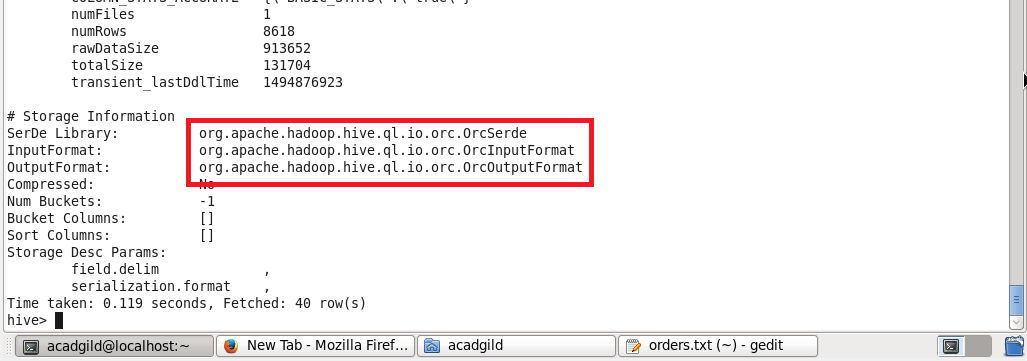 numFiles 1
numRows 8618
rawDataSize 913652
totalSize 131704
transient_lastDdlTime 1494876923
# Storage Information
SerDe Library: org.apache.hadoop.hive.ql.io.orc.OrcSerde
InputFormat: org.apache.hadoop.hive.ql.io.orc.OrcInputFormat
OutputFormat: org.apache.hadoop.hive.ql.io.orc.OrcOutputFormat
Compressed: No
Num Buckets: -1
Bucket Columns: []
Sort Columns: []
Storage Desc Params:
field.delim ,
serialization.format ,
Time taken: 0.119 seconds, Fetched: 40 row(s)
hive>
acadgild@localhost:~ New Tab - Mozilla Firef... acadgild orders.txt (~) - gedit